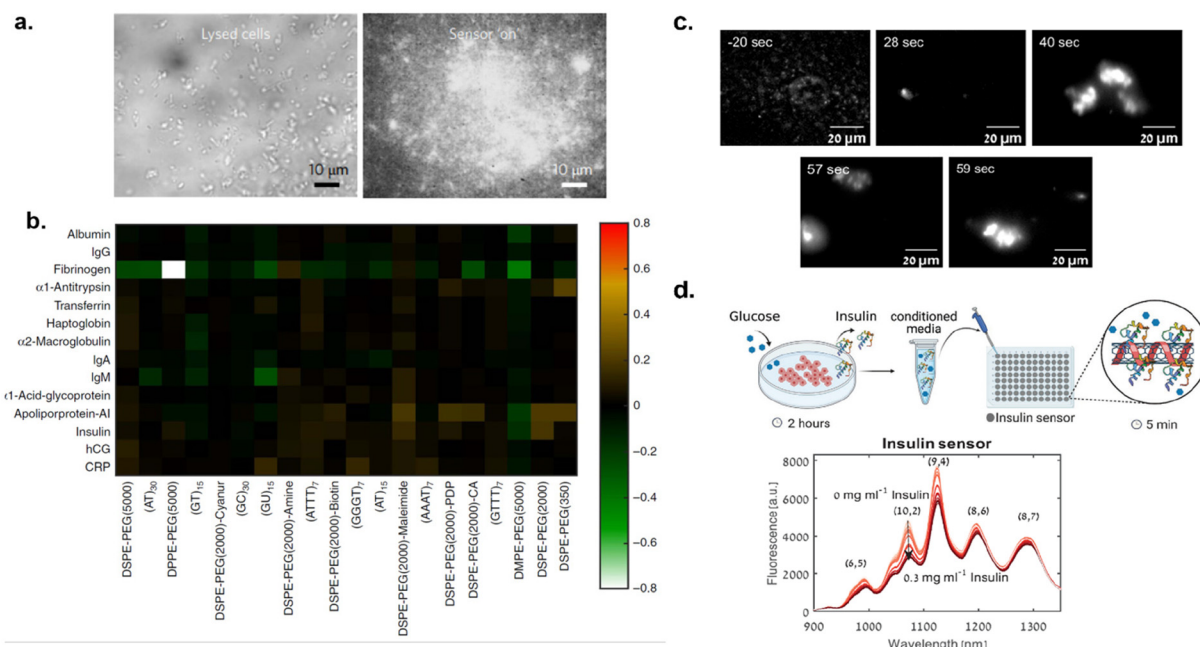 a.
Lysed cells
10 µm
Sensor 'on'
10 µm
b.
Albumin
IgG
Fibrinogen
α1-Antitrypsin
Transferrin
Haptoglobin
α2-Macroglobulin
IgA
IgM
α1-Acid-glycoprotein
Apoliporprotein-AI
Insulin
hCG
CRP
DSPE-PEG(5000)
(AT)30
DPPE-PEG(5000)
(GT)15
DSPE-PEG(2000)-Cyanur
(GC)30
(GU)15
DSPE-PEG(2000)-Amine
(ATTT)7
DSPE-PEG(2000)-Biotin
(GGGT)7
(AT)15
DSPE-PEG(2000)-Maleimide
(AAAT)7
DSPE-PEG(2000)-PDP
DSPE-PEG(2000)-CA
(GTTT)7
DMPE-PEG(5000)
DSPE-PEG(2000)
DSPE-PEG(350)
0.8
0.6
0.4
0.2
0
−0.2
−0.4
−0.6
−0.8
c.
-20 sec
20 µm
28 sec
20 µm
40 sec
20 µm
57 sec
20 µm
59 sec
20 µm
d.
Glucose
Insulin
conditioned
media
2 hours
Insulin sensor
5 min
Insulin sensor
Fluorescence [a.u.]
8000
6000
4000
2000
0
(9,4)
0 mg ml⁻¹ Insulin
(10,2)
(8,6)
(8,7)
(6,5)
0.3 mg ml⁻¹ Insulin
900
1000
1100
1200
1300
Wavelength [nm]